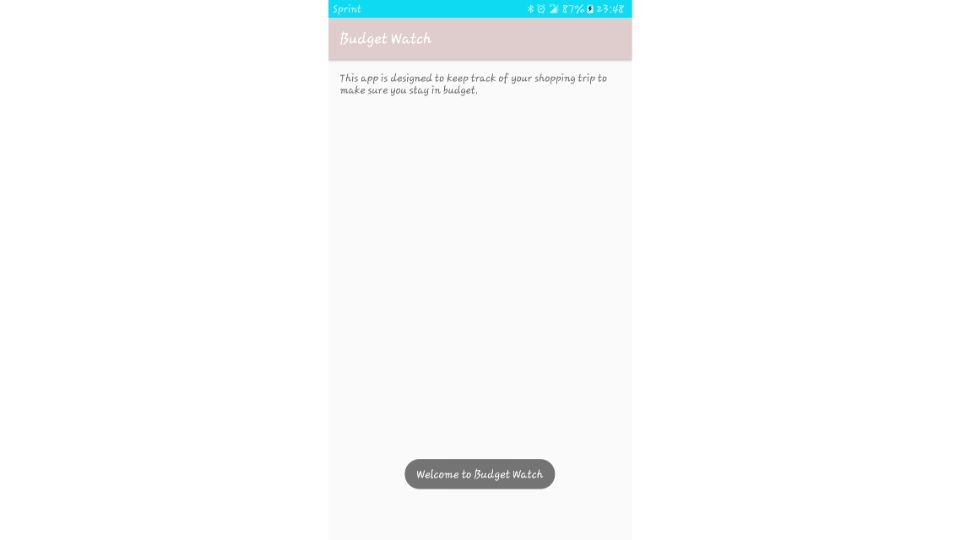 Sprint 87% 23:48
Budget Watch
This app is designed to keep track of your shopping trip to
make sure you stay in budget.
Welcome to Budget Watch